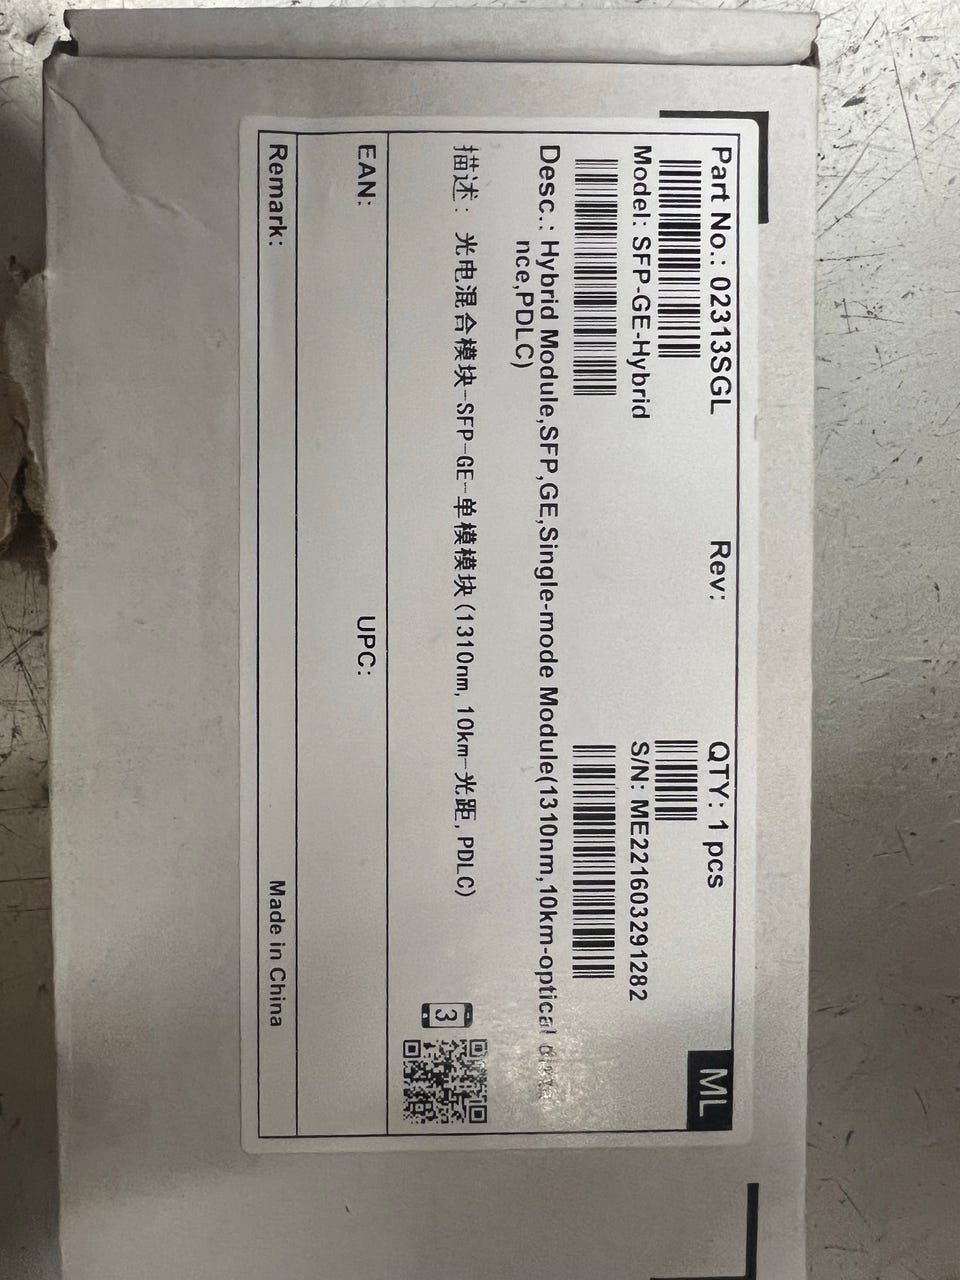 Part No.: 02313SGL Rev: QTY: 1 pcs ML
Model: SFP-GE-Hybrid S/N: ME221603291282
Desc.: Hybrid Module,SFP,GE,Single-mode Module(1310nm,10km-optical
nce,PDLC)
描述: 光电混合模块-SFP-GE-单模模块(1310nm, 10km-光距, PDLC)
3
EAN: UPC:
Remark: Made in China